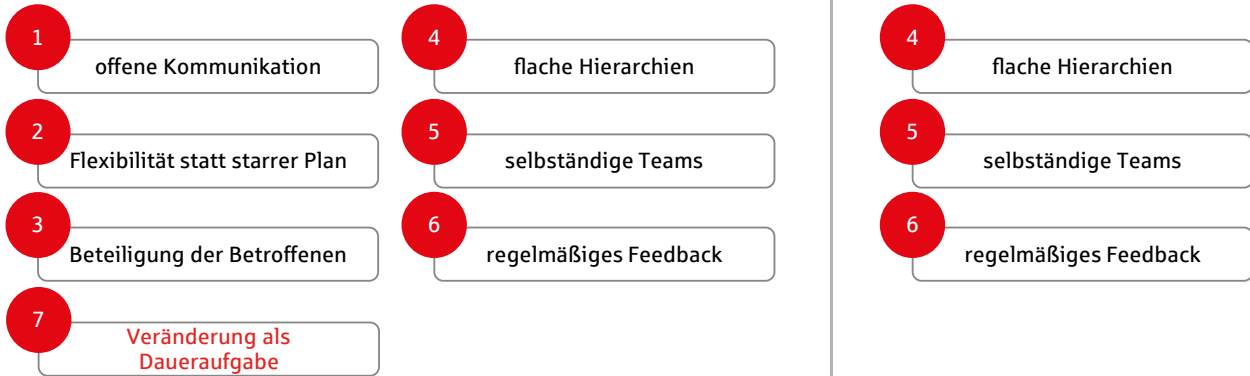 1
offene Kommunikation
2
Flexibilität statt starrer Plan
3
Beteiligung der Betroffenen
7
Veränderung als
Daueraufgabe
4
flache Hierarchien
5
selbständige Teams
6
regelmäßiges Feedback
4
flache Hierarchien
5
selbständige Teams
6
regelmäßiges Feedback